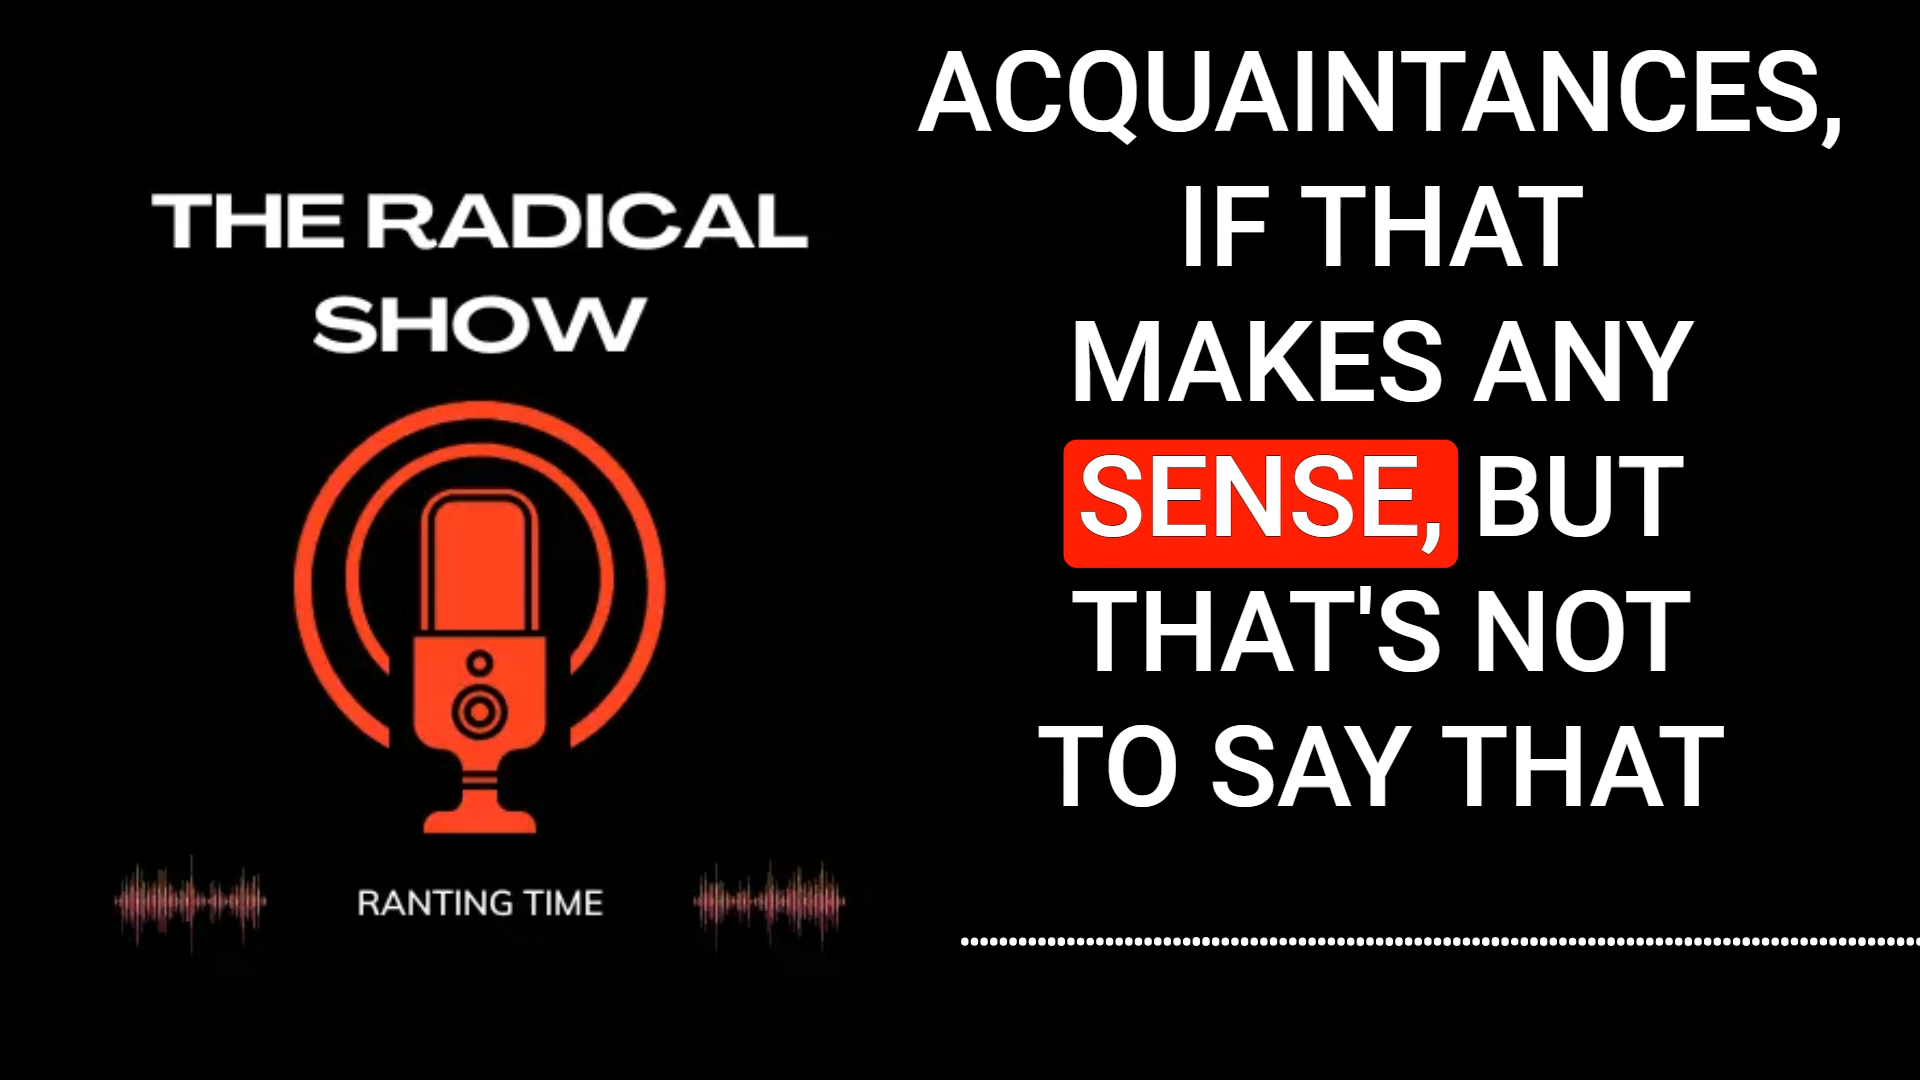 THE RADICAL
SHOW
RANTING TIME
ACQUAINTANCES,
IF THAT
MAKES ANY
SENSE, BUT
THAT'S NOT
TO SAY THAT